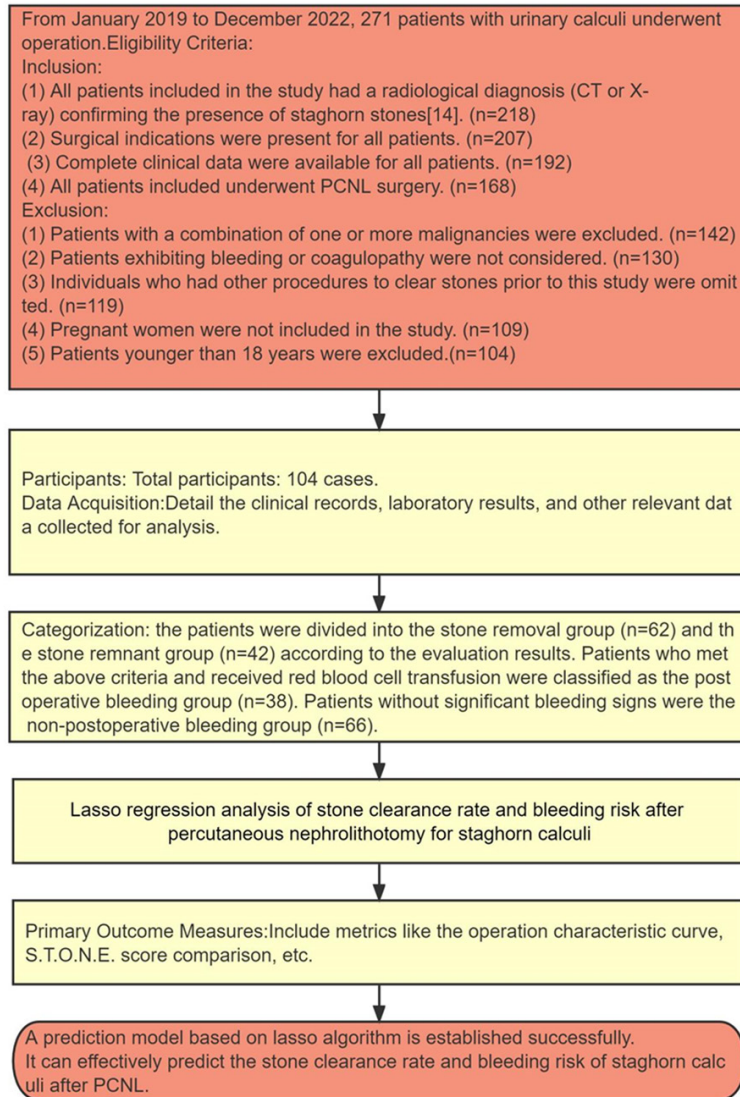 From January 2019 to December 2022, 271 patients with urinary calculi underwent
operation.Eligibility Criteria:
Inclusion:
(1) All patients included in the study had a radiological diagnosis (CT or X-
ray) confirming the presence of staghorn stones[14]. (n=218)
(2) Surgical indications were present for all patients. (n=207)
(3) Complete clinical data were available for all patients. (n=192)
(4) All patients included underwent PCNL surgery. (n=168)
Exclusion:
(1) Patients with a combination of one or more malignancies were excluded. (n=142)
(2) Patients exhibiting bleeding or coagulopathy were not considered. (n=130)
(3) Individuals who had other procedures to clear stones prior to this study were omit
ted. (n=119)
(4) Pregnant women were not included in the study. (n=109)
(5) Patients younger than 18 years were excluded.(n=104)
Participants: Total participants: 104 cases.
Data Acquisition:Detail the clinical records, laboratory results, and other relevant dat
a collected for analysis.
Categorization: the patients were divided into the stone removal group (n=62) and th
e stone remnant group (n=42) according to the evaluation results. Patients who met
the above criteria and received red blood cell transfusion were classified as the post
operative bleeding group (n=38). Patients without significant bleeding signs were the
non-postoperative bleeding group (n=66).
Lasso regression analysis of stone clearance rate and bleeding risk after
percutaneous nephrolithotomy for staghorn calculi
Primary Outcome Measures:Include metrics like the operation characteristic curve,
S.T.O.N.E. score comparison, etc.
A prediction model based on lasso algorithm is established successfully.
It can effectively predict the stone clearance rate and bleeding risk of staghorn calc
uli after PCNL.